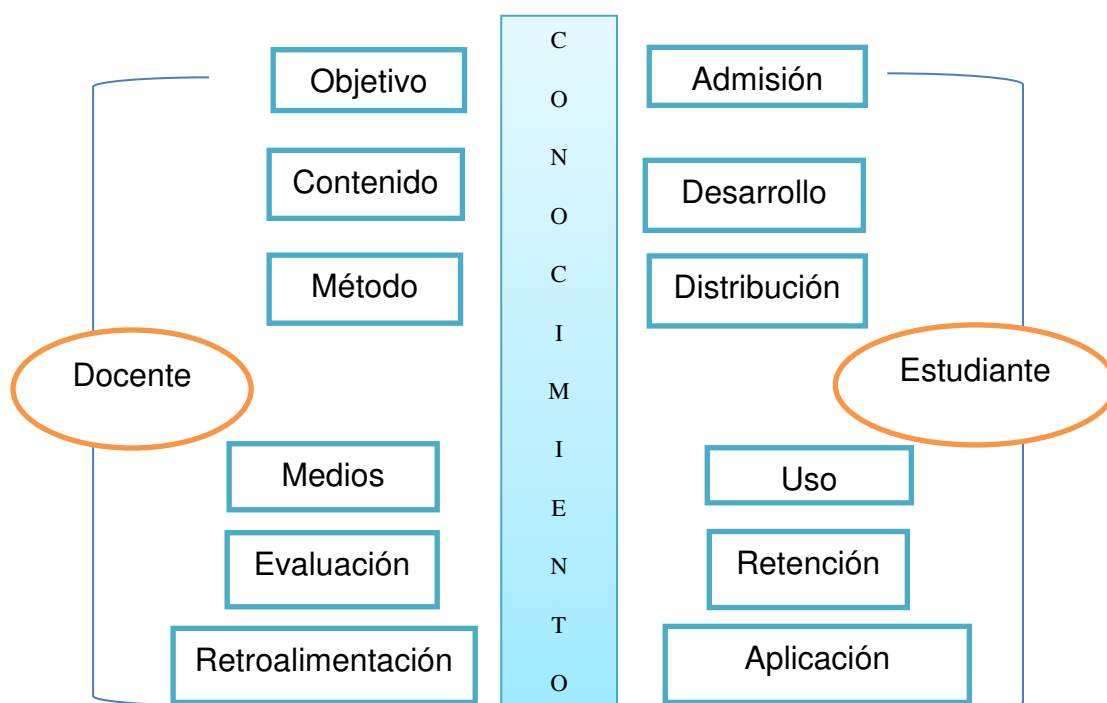 Objetivo
Contenido
Método
Docente
Medios
Evaluación
Retroalimentación
C
O
N
O
C
I
M
I
E
N
T
O
Admisión
Desarrollo
Distribución
Estudiante
Uso
Retención
Aplicación